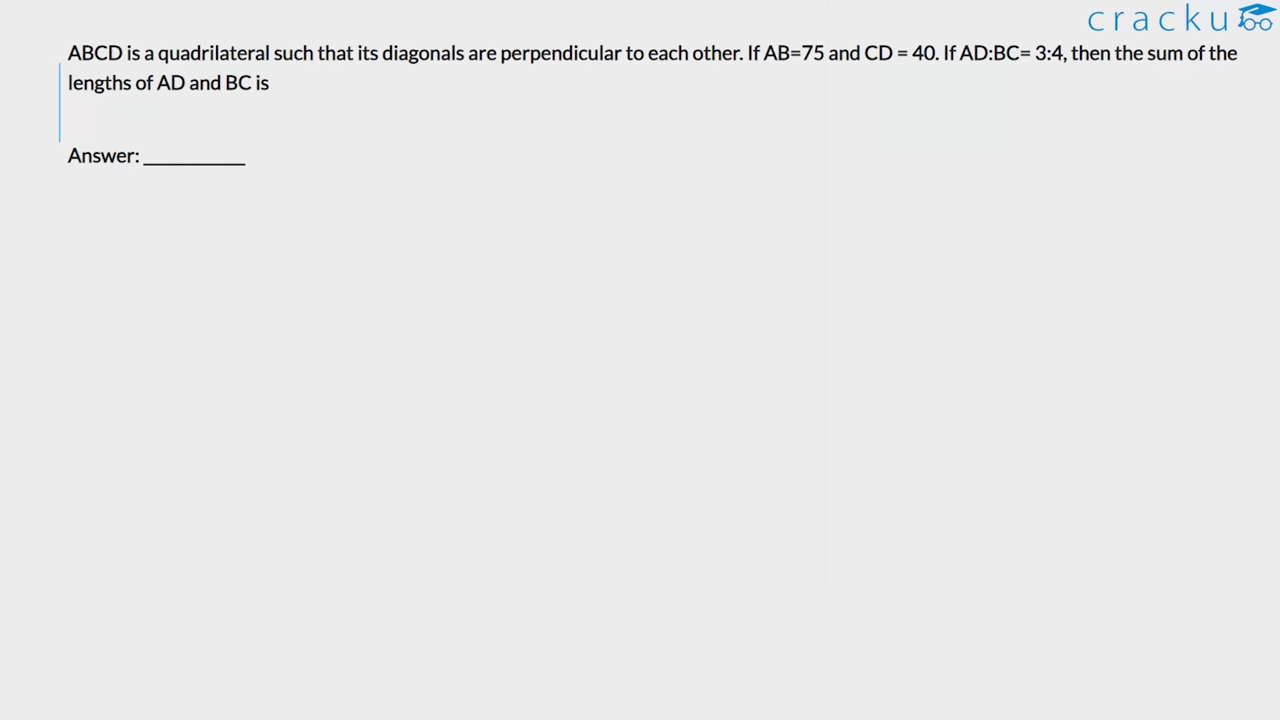 cracku
ABCD is a quadrilateral such that its diagonals are perpendicular to each other. If AB=75 and CD = 40. If AD:BC= 3:4, then the sum of the
lengths of AD and BC is
Answer: __________